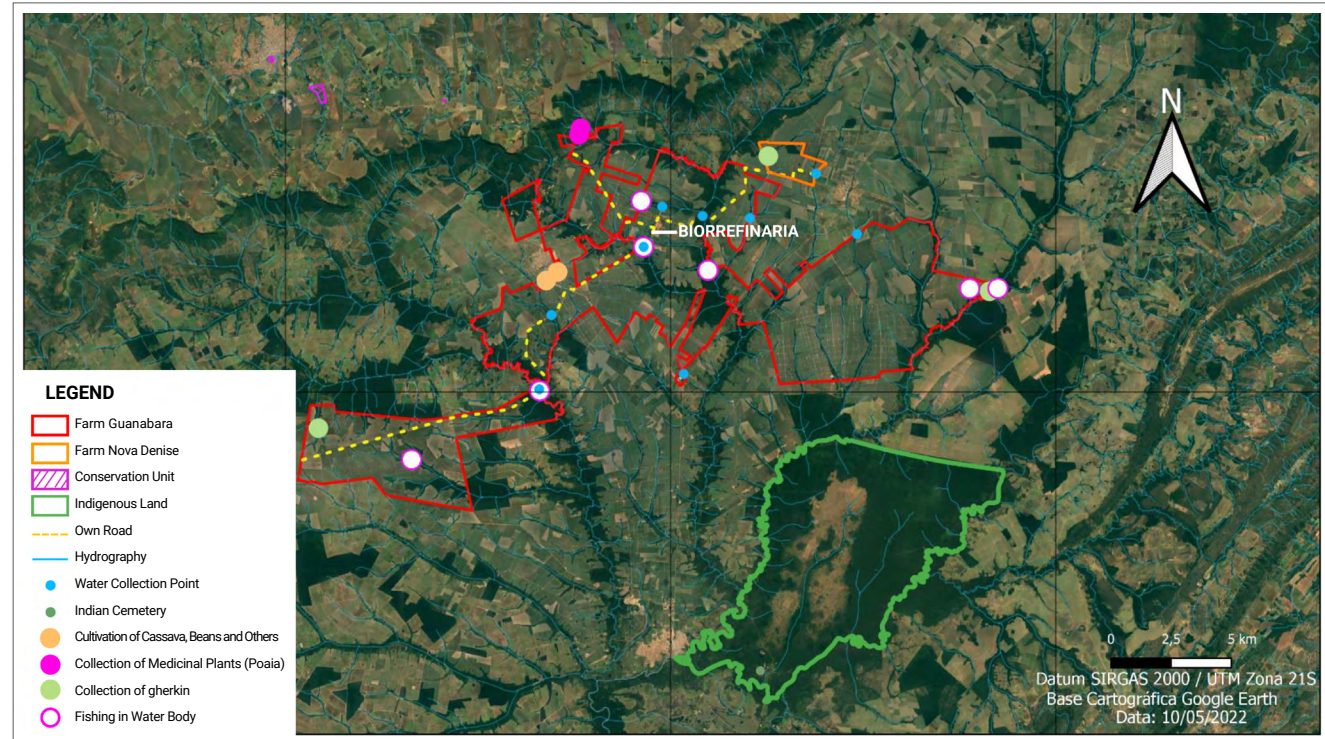 N
BIORREFINARIA
LEGEND
Farm Guanabara
Farm Nova Denise
Conservation Unit
Indigenous Land
Own Road
Hydrography
Water Collection Point
Indian Cemetery
Cultivation of Cassava, Beans and Others
Collection of Medicinal Plants (Poaia)
Collection of gherkin
Fishing in Water Body
0 2,5 5 km
Datum SIRGAS 2000 / UTM Zona 21S
Base Cartográfica Google Earth
Data: 10/05/2022